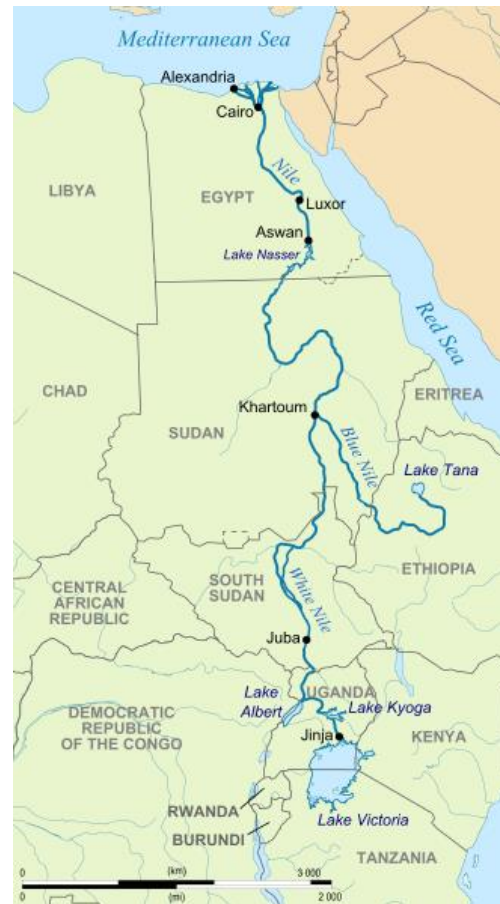 Mediterranean Sea
Alexandria
Cairo
Nile
LIBYA
EGYPT
Luxor
Aswan
Lake Nasser
Red Sea
CHAD
Khartoum
ERITREA
SUDAN
Blue Nile
Lake Tana
ETHIOPIA
CENTRAL
AFRICAN
REPUBLIC
SOUTH
SUDAN
White Nile
Juba
Lake
Albert
UGANDA
Lake Kyoga
DEMOCRATIC
REPUBLIC
OF THE CONGO
Jinja
KENYA
RWANDA
Lake Victoria
BURUNDI
TANZANIA
0 (km) 3 000
0 (mi) 2 000